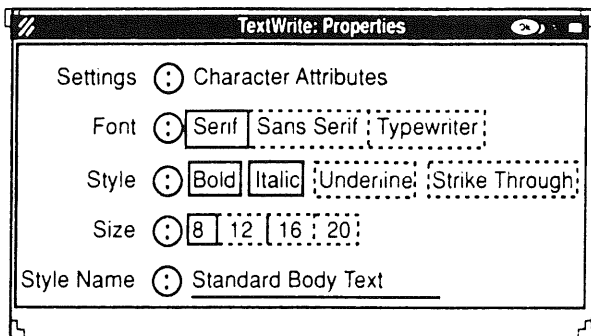 TextWrite: Properties
Settings : Character Attributes
Font : Serif Sans Serif Typewriter
Style : Bold Italic Underline Strike Through
Size : 8 12 16 20
Style Name : Standard Body Text